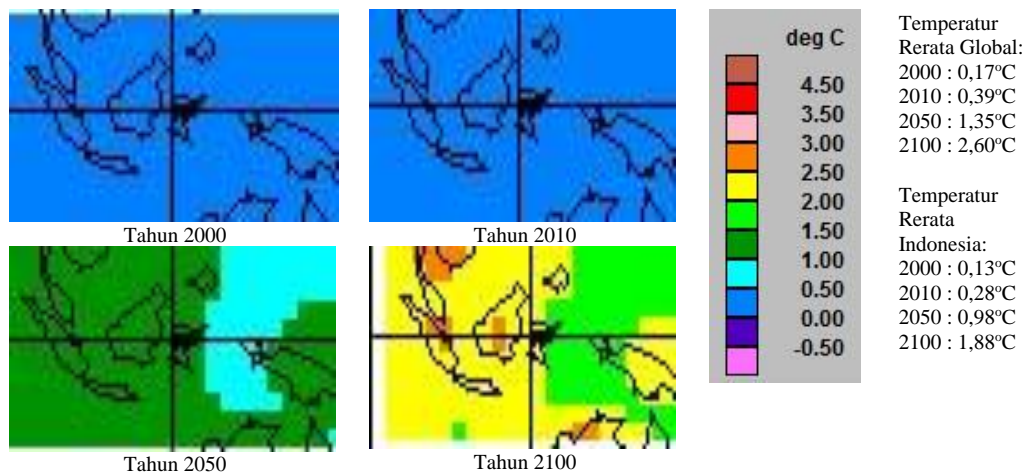 Tahun 2000
Tahun 2010
Tahun 2050
Tahun 2100
deg C
4.50
3.50
3.00
2.50
2.00
1.50
1.00
0.50
0.00
-0.50
Temperatur
Rerata Global:
2000 : 0,17ºC
2010 : 0,39ºC
2050 : 1,35ºC
2100 : 2,60ºC
Temperatur
Rerata
Indonesia:
2000 : 0,13ºC
2010 : 0,28ºC
2050 : 0,98ºC
2100 : 1,88ºC